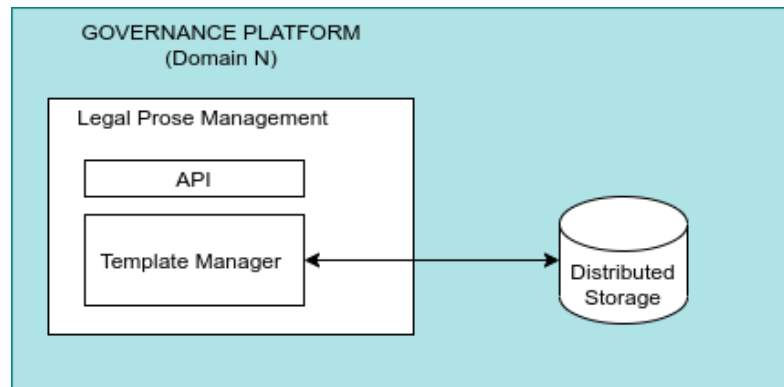 GOVERNANCE PLATFORM
(Domain N)
Legal Prose Management
API
Template Manager
Distributed
Storage